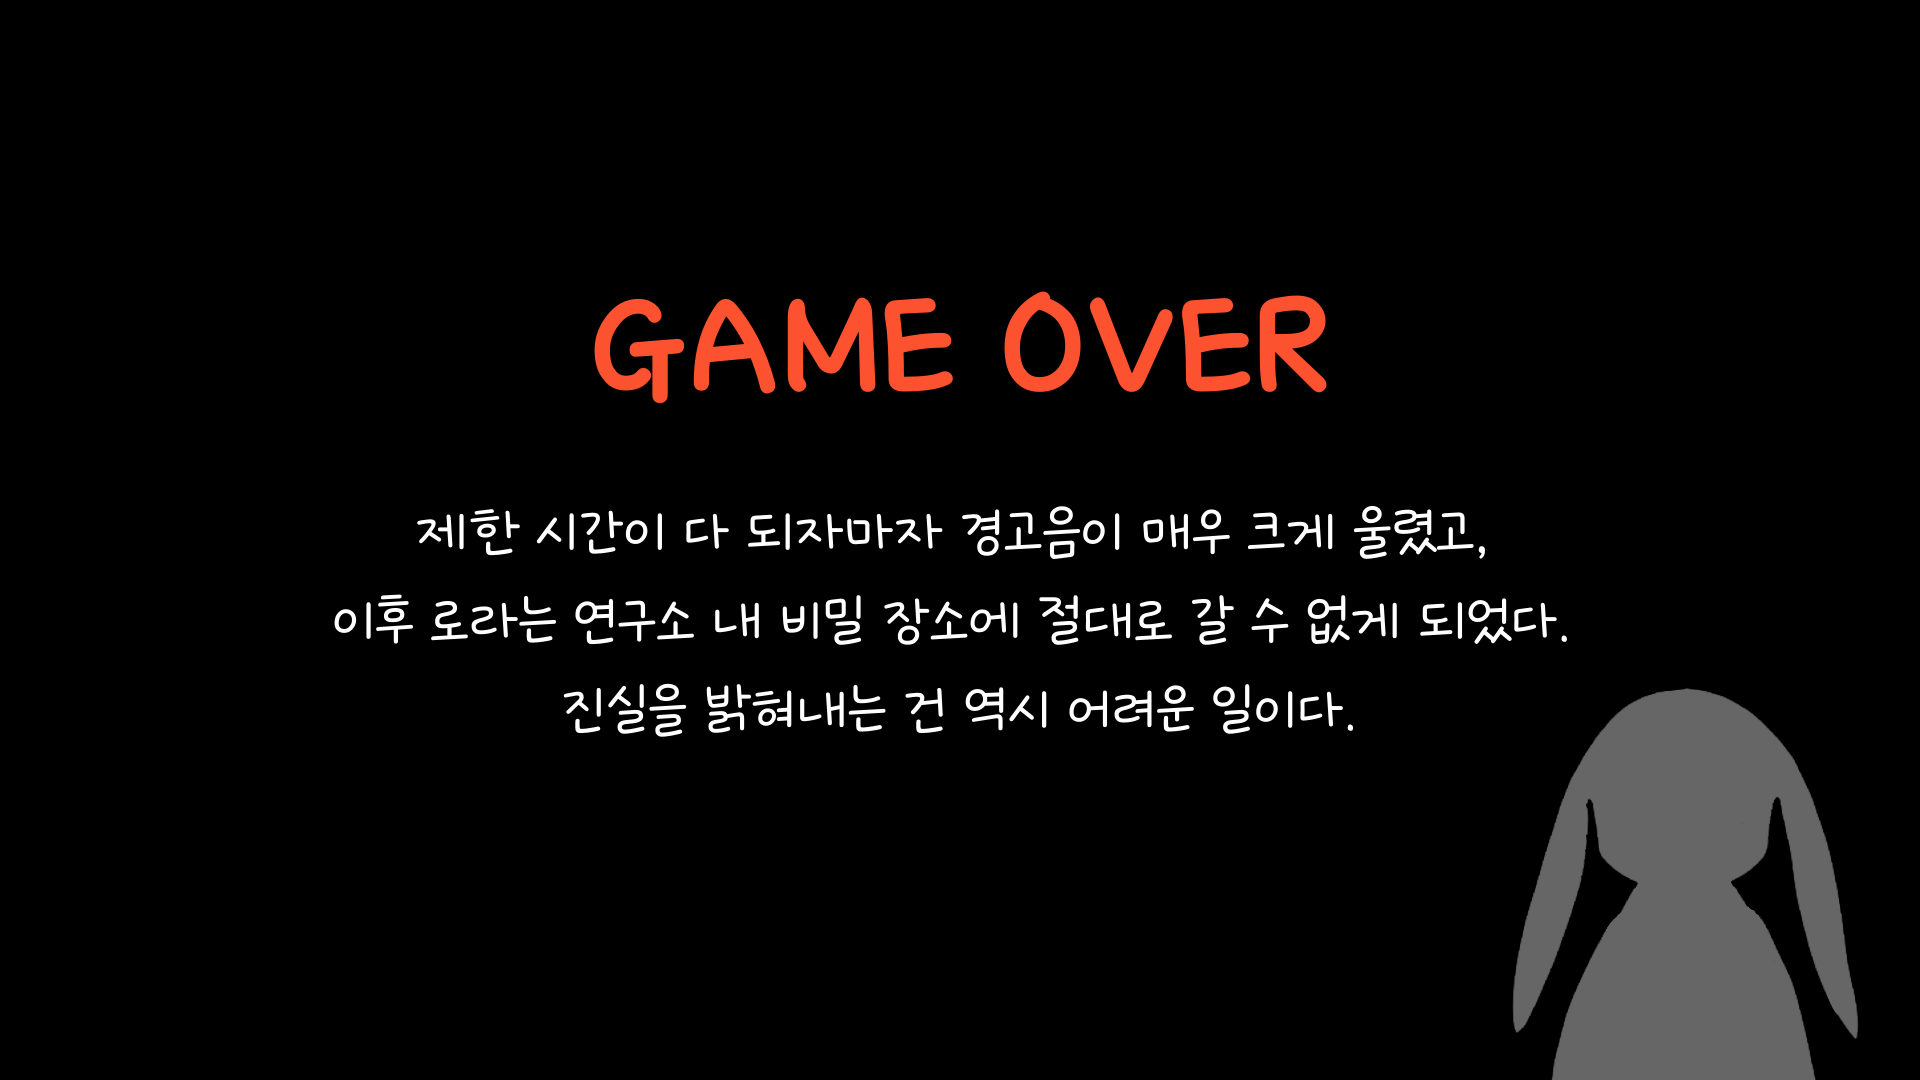 GAME OVER
제한 시간이 다 되자마자 경고음이 매우 크게 울렸고,
이후 로라는 연구소 내 비밀 장소에 절대로 갈 수 없게 되었다.
진실을 밝혀내는 건 역시 어려운 일이다.